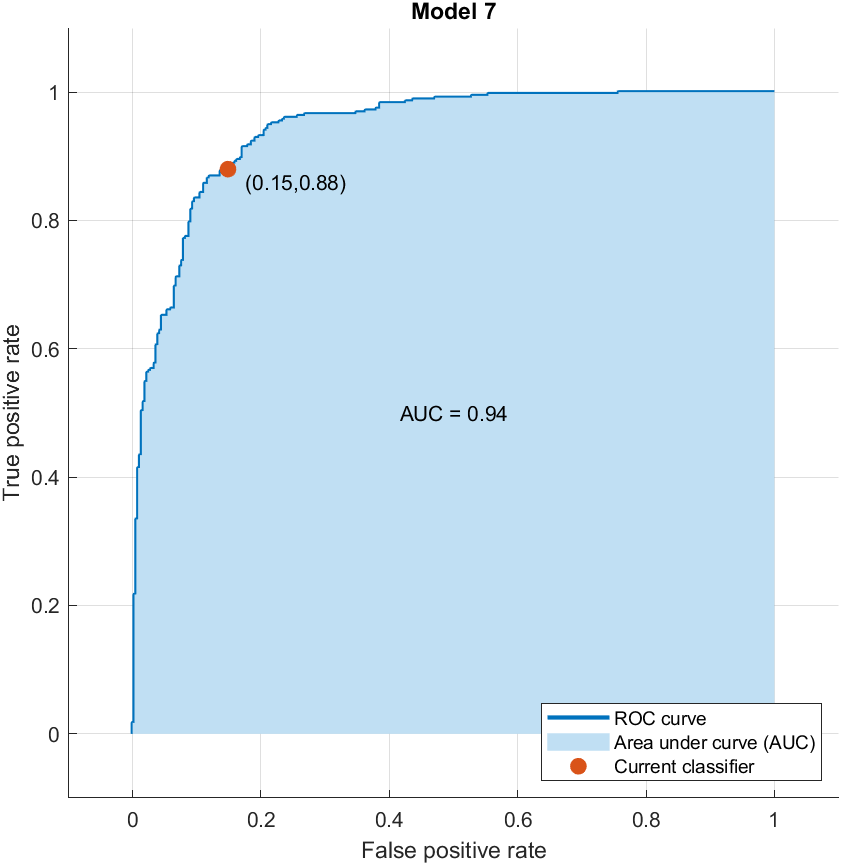 Model 7
1
0.8
0.6
0.4
0.2
0
True positive rate
(0.15,0.88)
AUC = 0.94
ROC curve
Area under curve (AUC)
Current classifier
0
0.2
0.4
0.6
0.8
1
False positive rate